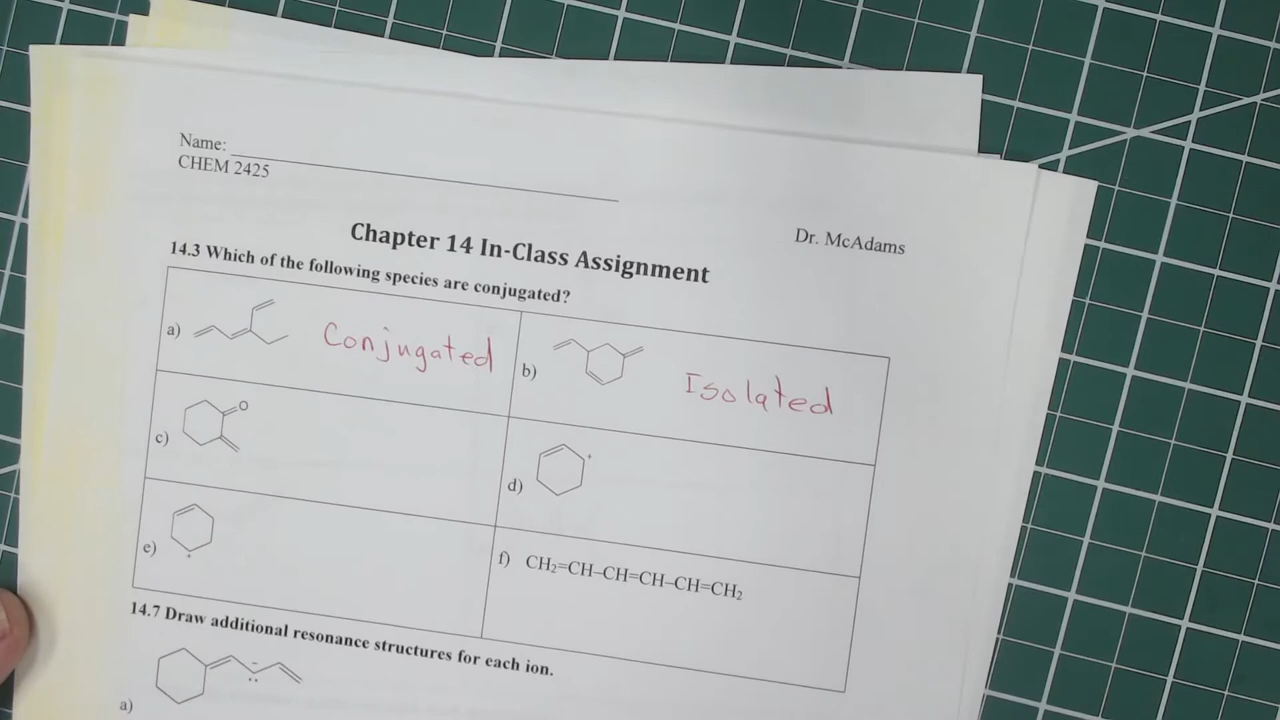 Name:
CHEM 2425
Dr. McAdams
Chapter 14 In-Class Assignment
14.3 Which of the following species are conjugated?
a) Conjugated
b) Isolated
c) O
d) +
e) +
f) CH₂=CH–CH=CH–CH=CH₂
14.7 Draw additional resonance structures for each ion.
a)